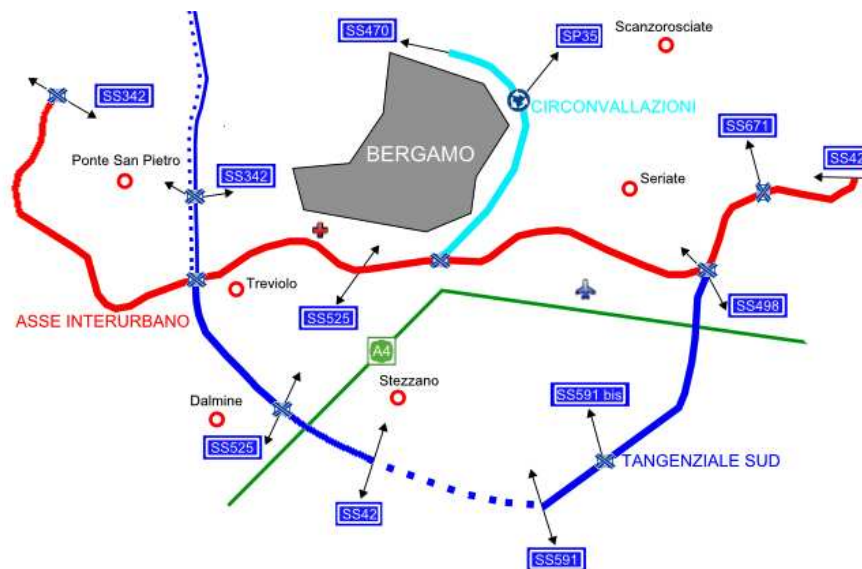 SS470
SP35
Scanzorosciate
SS342
CIRCONVALLAZIONI
SS671
BERGAMO
SS42
Ponte San Pietro
SS342
Seriate
Treviolo
SS498
ASSE INTERURBANO
SS525
A4
Stezzano
Dalmine
SS591 bis
SS525
TANGENZIALE SUD
SS42
SS591